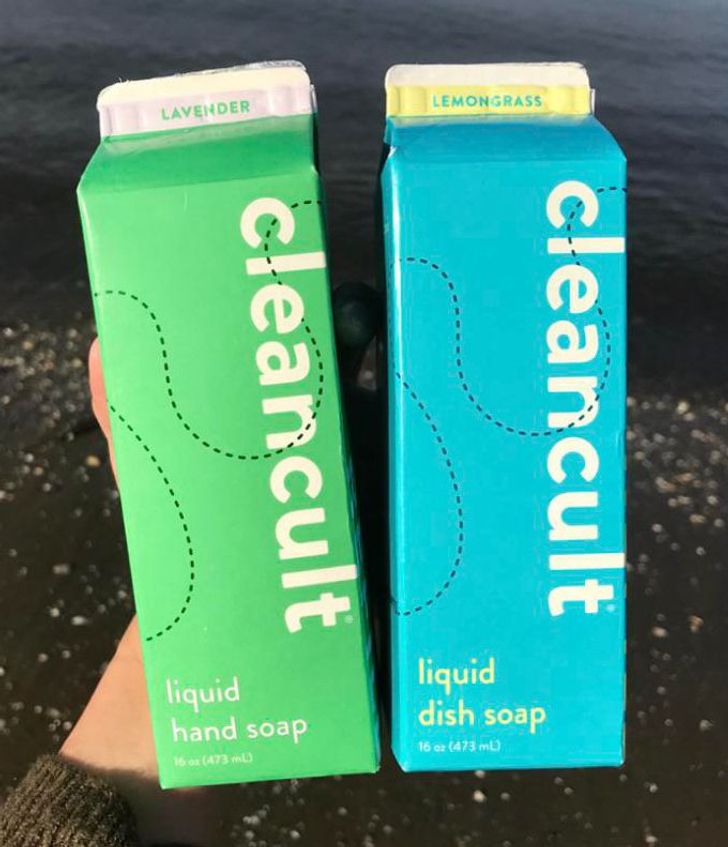 LAVENDER
cleancult®
liquid
hand soap
16 oz (473 mL)
LEMONGRASS
cleancult®
liquid
dish soap
16 oz (473 mL)